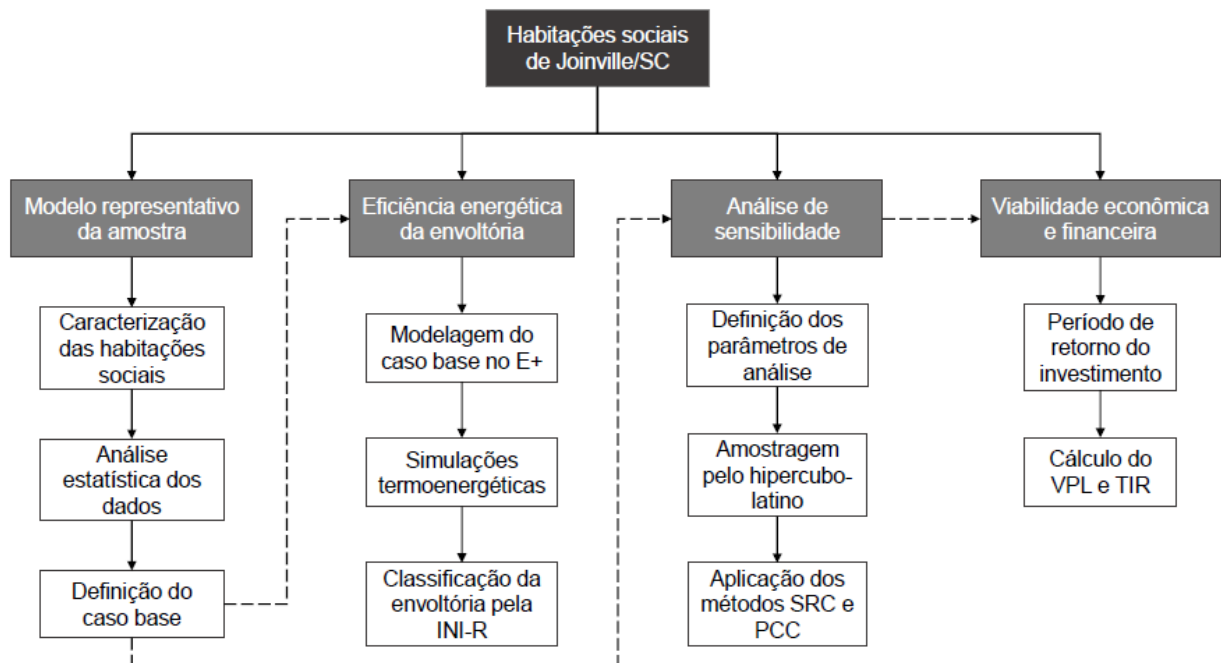 Habitações sociais
de Joinville/SC
Modelo representativo
da amostra
Caracterização
das habitações
sociais
Análise
estatística dos
dados
Definição do
caso base
Eficiência energética
da envoltória
Modelagem do
caso base no E+
Simulações
termoenergéticas
Classificação da
envoltória pela
INI-R
Análise de
sensibilidade
Definição dos
parâmetros de
análise
Amostragem
pelo hipercubo-
latino
Aplicação dos
métodos SRC e
PCC
Viabilidade econômica
e financeira
Período de
retorno do
investimento
Cálculo do
VPL e TIR